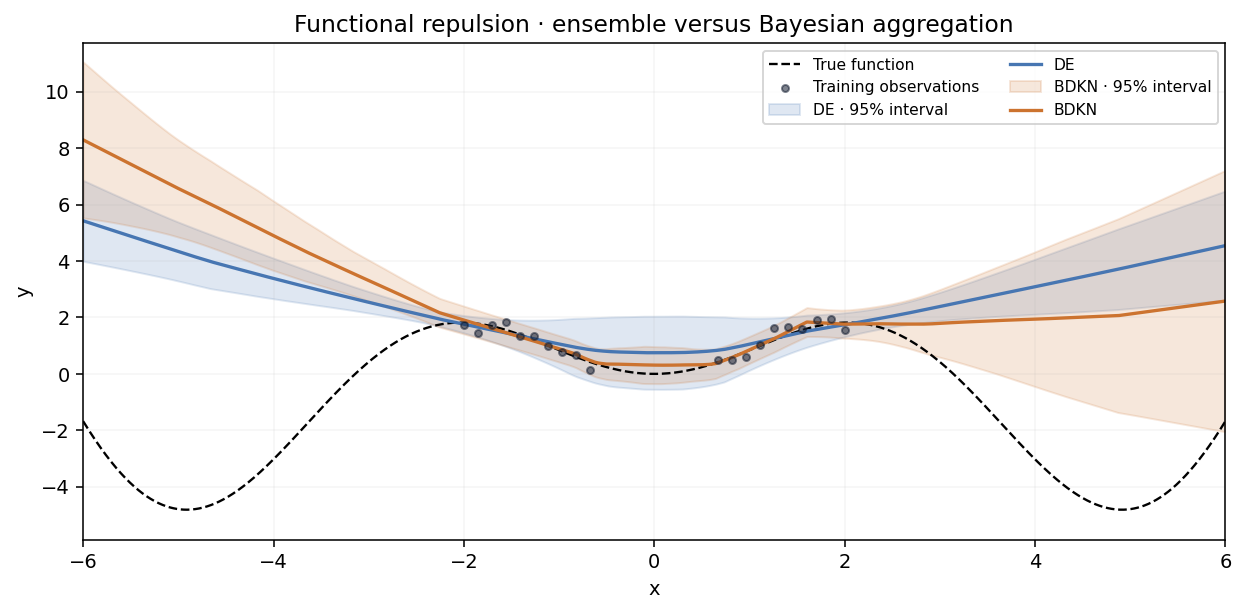 Functional repulsion · ensemble versus Bayesian aggregation
True function
Training observations
DE · 95% interval
DE
BDKN · 95% interval
BDKN
y
10
8
6
4
2
0
−2
−4
−6
−4
−2
0
2
4
6
x